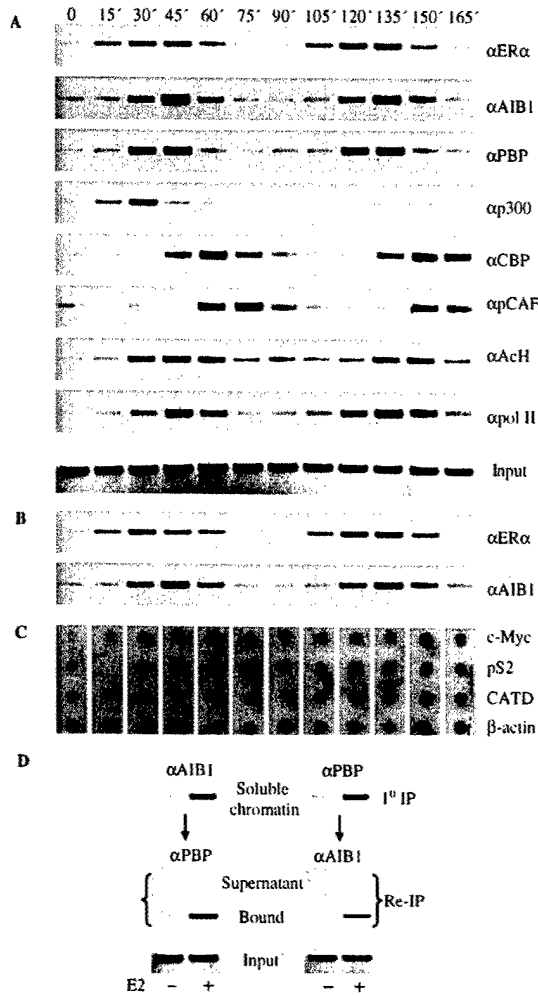 A
0 15´ 30´ 45´ 60´ 75´ 90´ 105´ 120´ 135´ 150´ 165´
αERα
αAIB1
αPBP
αp300
αCBP
αpCAF
αAcH
αpol II
Input
B
αERα
αAIB1
C
c-Myc
pS2
CATD
β-actin
D
αAIB1 αPBP
Soluble chromatin
1⁰ IP
αPBP αAIB1
Supernatant
Re-IP
Bound
Input
E2 − + − +